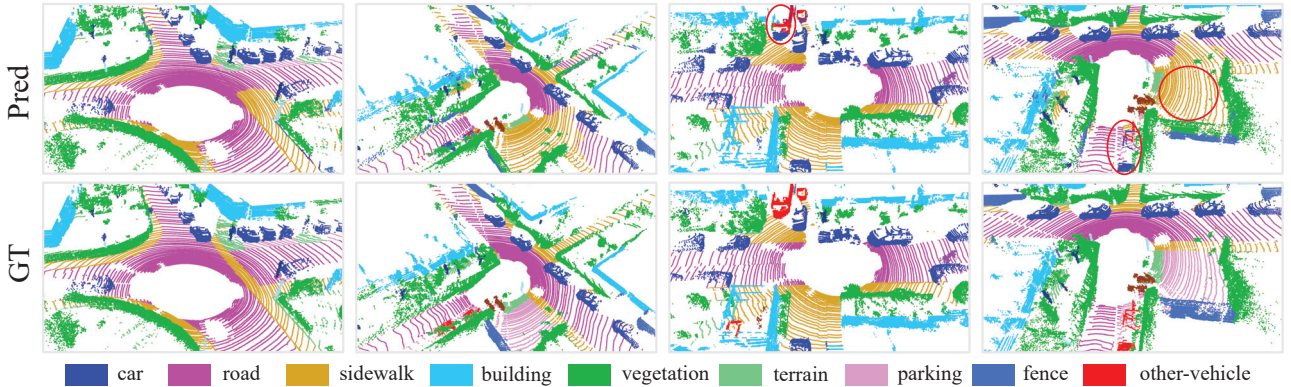 Pred
GT
car road sidewalk building vegetation terrain parking fence other-vehicle